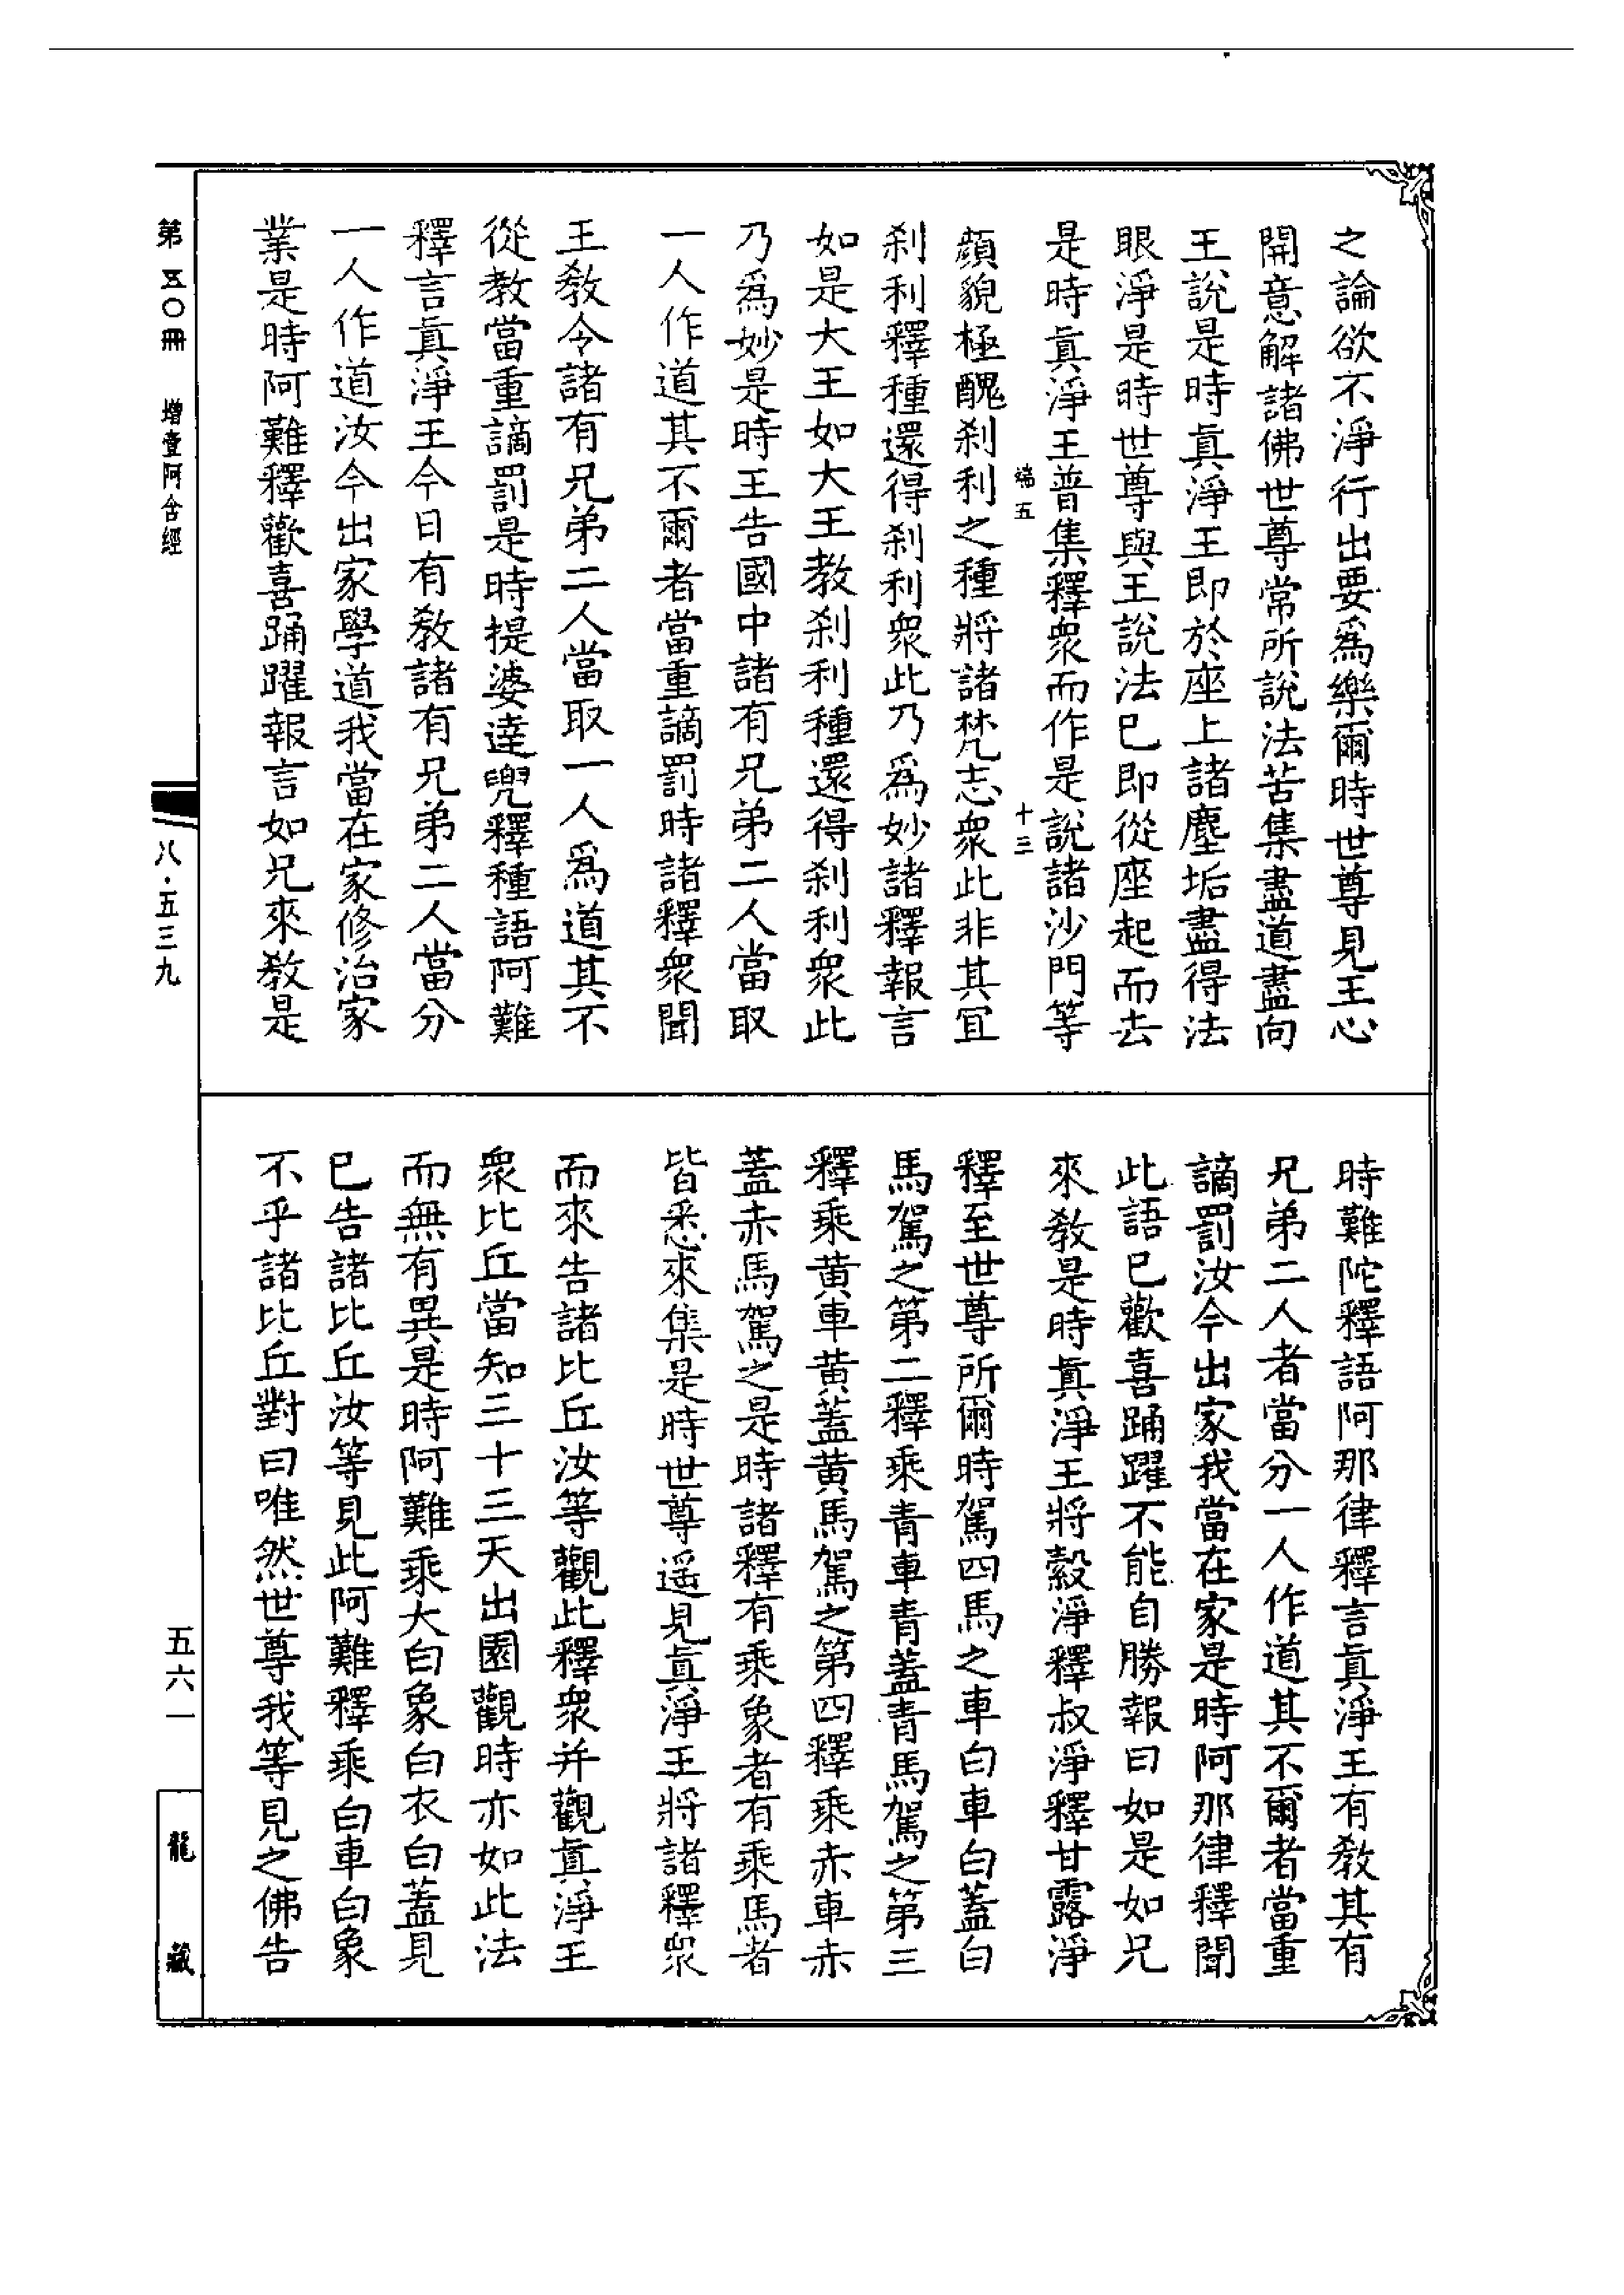 之論欲不淨行出要爲樂爾時世尊見王心
開意解諸佛世尊常所說法苦集盡道盡向
王說是時眞淨王即於座上諸塵垢盡得法
眼淨是時世尊與王說法已即從座起而去
是時眞淨王普集釋衆而作是說諸沙門等
端五 十三
顏貌極醜刹利之種將諸梵志衆此非其宜
刹利釋種還得刹利衆此乃爲妙諸釋報言
如是大王如大王教刹利種還得刹利衆此
乃爲妙是時王告國中諸有兄弟二人當取
一人作道其不爾者當重謫罰時諸釋衆聞
王教令諸有兄弟二人當取一人爲道其不
從教當重謫罰是時提婆達兜釋種語阿難
釋言眞淨王今日有教諸有兄弟二人當分
一人作道汝今出家學道我當在家修治家
業是時阿難釋歡喜踊躍報言如兄來教是
時難陀釋語阿那律釋言眞淨王有教其有
兄弟二人者當分一人作道其不爾者當重
謫罰汝今出家我當在家是時阿那律釋聞
此語已歡喜踊躍不能自勝報曰如是如兄
來教是時眞淨王將縠淨釋叔淨釋甘露淨
釋至世尊所爾時駕四馬之車白車白蓋白
馬駕之第二釋乘青車青蓋青馬駕之第三
釋乘黃車黃蓋黃馬駕之第四釋乘赤車赤
蓋赤馬駕之是時諸釋有乘象者有乘馬者
皆悉來集是時世尊遥見眞淨王將諸釋衆
而來告諸比丘汝等觀此釋衆并觀眞淨王
衆比丘當知三十三天出園觀時亦如此法
而無有異是時阿難乘大白象白衣白蓋見
已告諸比丘汝等見此阿難釋乘白車白象
不乎諸比丘對曰唯然世尊我等見之佛告
第五〇冊 增壹阿含經
八·五三九
五六一
龍藏